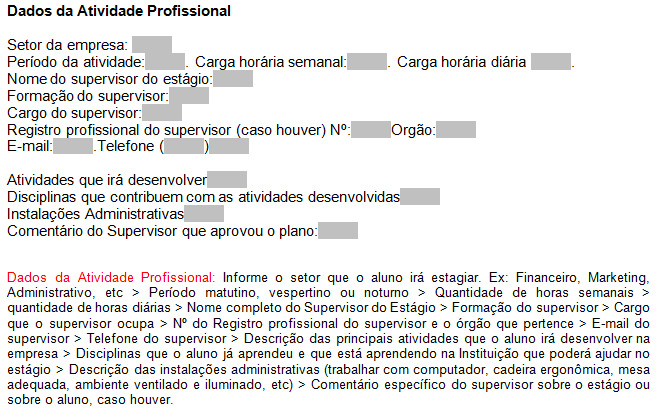 Dados da Atividade Profissional
Setor da empresa:
Período da atividade: . Carga horária semanal: . Carga horária diária .
Nome do supervisor do estágio:
Formação do supervisor:
Cargo do supervisor:
Registro profissional do supervisor (caso houver) Nº: Orgão:
E-mail: .Telefone ( )
Atividades que irá desenvolver
Disciplinas que contribuem com as atividades desenvolvidas
Instalações Administrativas
Comentário do Supervisor que aprovou o plano:
Dados da Atividade Profissional: Informe o setor que o aluno irá estagiar. Ex: Financeiro, Marketing,
Administrativo, etc > Período matutino, vespertino ou noturno > Quantidade de horas semanais >
quantidade de horas diárias > Nome completo do Supervisor do Estágio > Formação do supervisor > Cargo
que o supervisor ocupa > Nº do Registro profissional do supervisor e o órgão que pertence > E-mail do
supervisor > Telefone do supervisor > Descrição das principais atividades que o aluno irá desenvolver na
empresa > Disciplinas que o aluno já aprendeu e que está aprendendo na Instituição que poderá ajudar no
estágio > Descrição das instalações administrativas (trabalhar com computador, cadeira ergonômica, mesa
adequada, ambiente ventilado e iluminado, etc) > Comentário específico do supervisor sobre o estágio ou
sobre o aluno, caso houver.